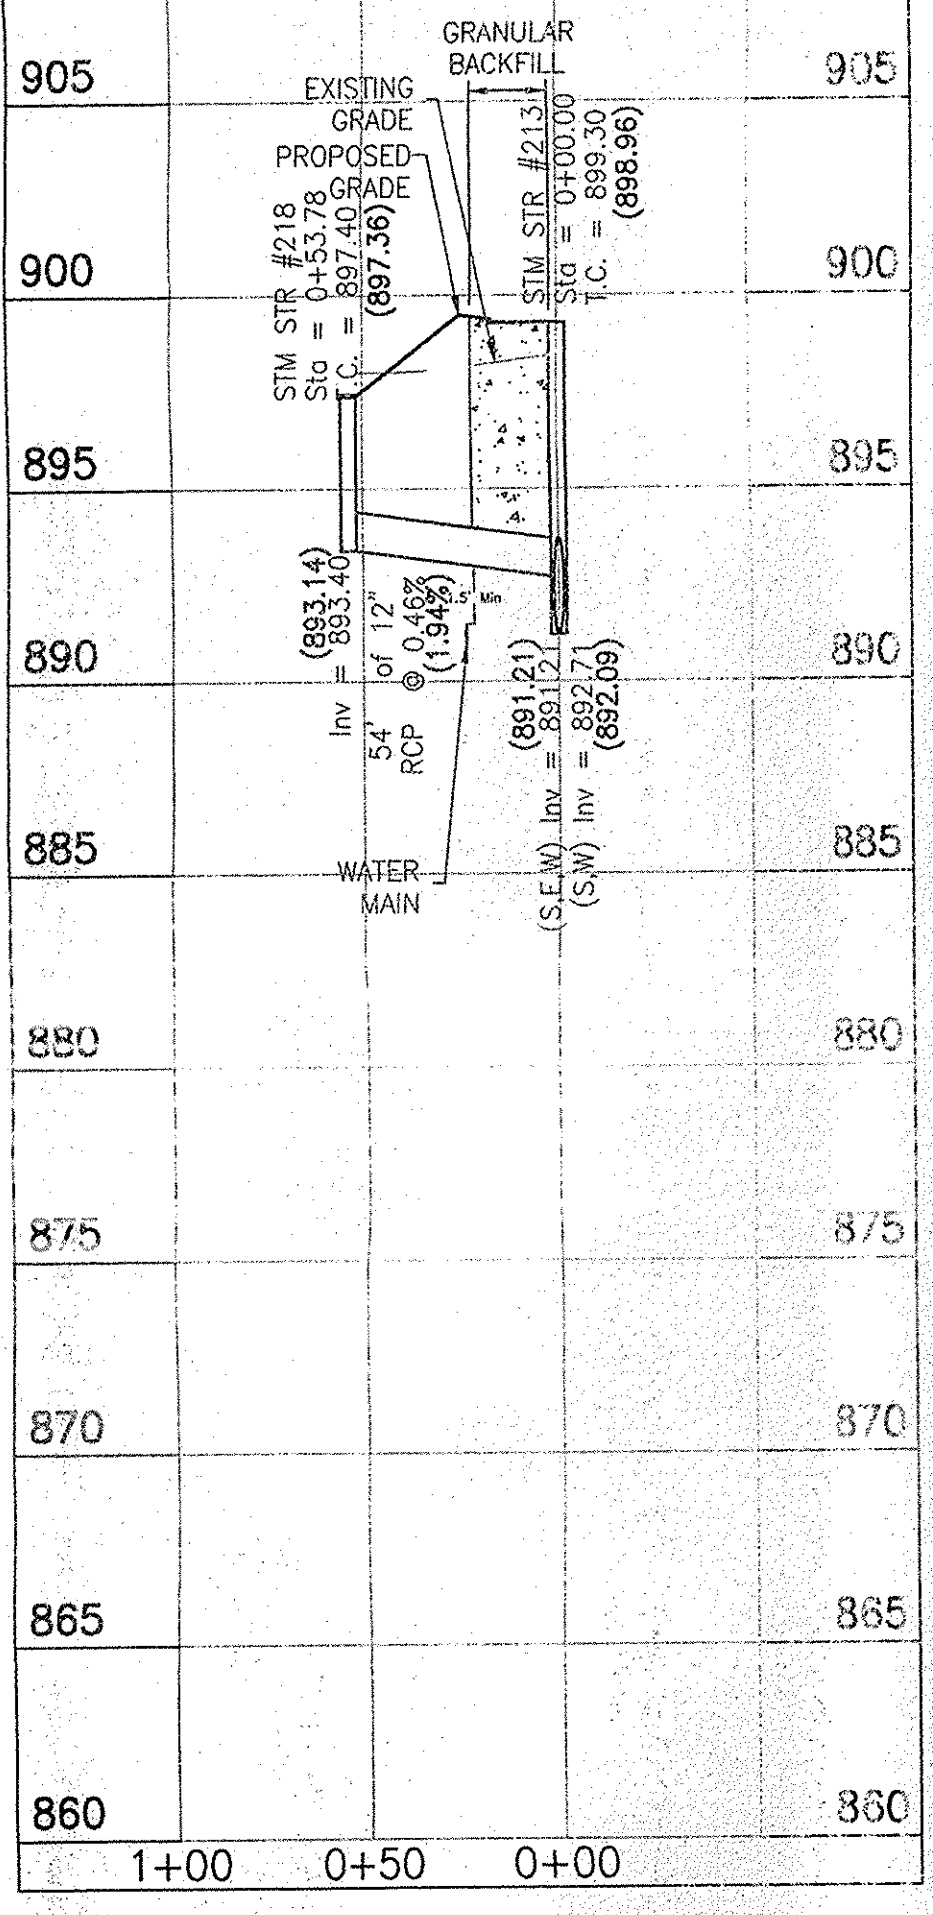 GRANULAR
BACKFILL
905
905
EXISTING
GRADE
PROPOSED
GRADE
STM STR #218
Sta = 0+53.78
T.C. = 897.40
(897.36)
STM STR #213
Sta = 0+00.00
T.C. = 899.30
(898.96)
900
900
895
895
(893.14)
Inv = 893.40
54' of 12"
RCP @ 0.46%
(1.94%)
Min
890
890
(891.21)
(S,E,W) Inv = 891.21
(S,W) Inv = 892.71
(892.09)
885
885
WATER
MAIN
880
880
875
875
870
870
865
865
860
860
1+00
0+50
0+00